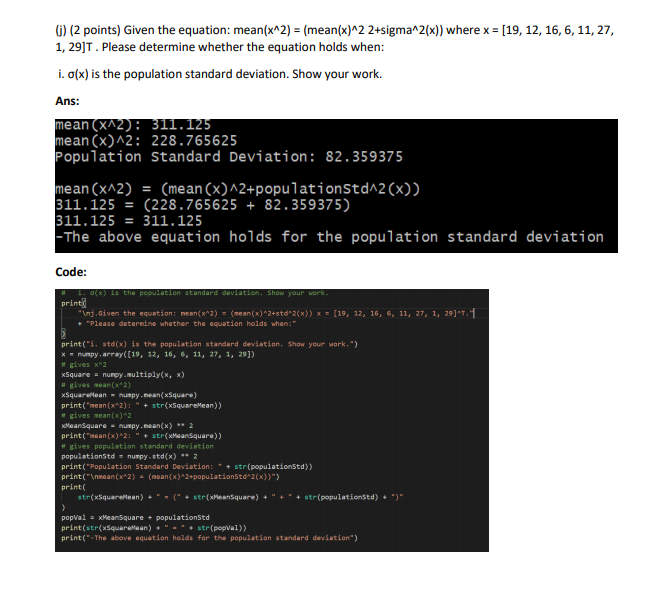 (j) (2 points) Given the equation: mean(x^2) = (mean(x)^2 2+sigma^2(x)) where x = [19, 12, 16, 6, 11, 27,
1, 29]T . Please determine whether the equation holds when:
i. σ(x) is the population standard deviation. Show your work.
Ans:
mean(x^2): 311.125
mean(x)^2: 228.765625
Population Standard Deviation: 82.359375
mean(x^2) = (mean(x)^2+populationStd^2(x))
311.125 = (228.765625 + 82.359375)
311.125 = 311.125
-The above equation holds for the population standard deviation
Code:
# i. σ(x) is the population standard deviation. Show your work.
print(
"\nj.Given the equation: mean(x^2) = (mean(x)^2+std^2(x)) x = [19, 12, 16, 6, 11, 27, 1, 29]^T."
+ "Please determine whether the equation holds when:"
)
print("i. std(x) is the population standard deviation. Show your work.")
x = numpy.array([19, 12, 16, 6, 11, 27, 1, 29])
# gives x^2
xSquare = numpy.multiply(x, x)
# gives mean(x^2)
xSquareMean = numpy.mean(xSquare)
print("mean(x^2): " + str(xSquareMean))
# gives mean(x)^2
xMeanSquare = numpy.mean(x) ** 2
print("mean(x)^2: " + str(xMeanSquare))
# gives population standard deviation
populationStd = numpy.std(x) ** 2
print("Population Standard Deviation: " + str(populationStd))
print("\nmean(x^2) = (mean(x)^2+populationStd^2(x))")
print(
str(xSquareMean) + " = (" + str(xMeanSquare) + " + " + str(populationStd) + ")"
)
popVal = xMeanSquare + populationStd
print(str(xSquareMean) + " = " + str(popVal))
print("-The above equation holds for the population standard deviation")